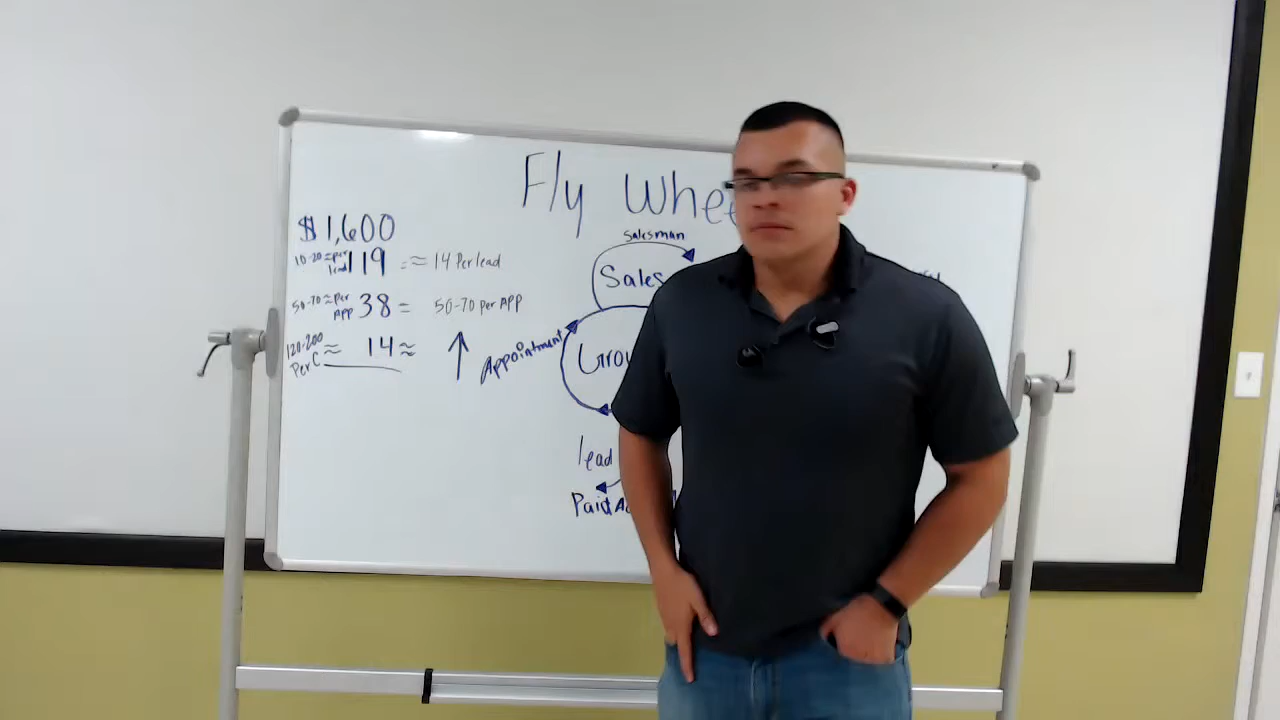 Fly Whee
$1,600
10-20 ≈ per lead 119 = ≈ 14 Per lead
50-70 ≈ per APP 38 = 50-70 per APP
120-200 Per C ≈ 14 ≈
Salesman
Sales
Appointment
Grow
lead
Paid Ad